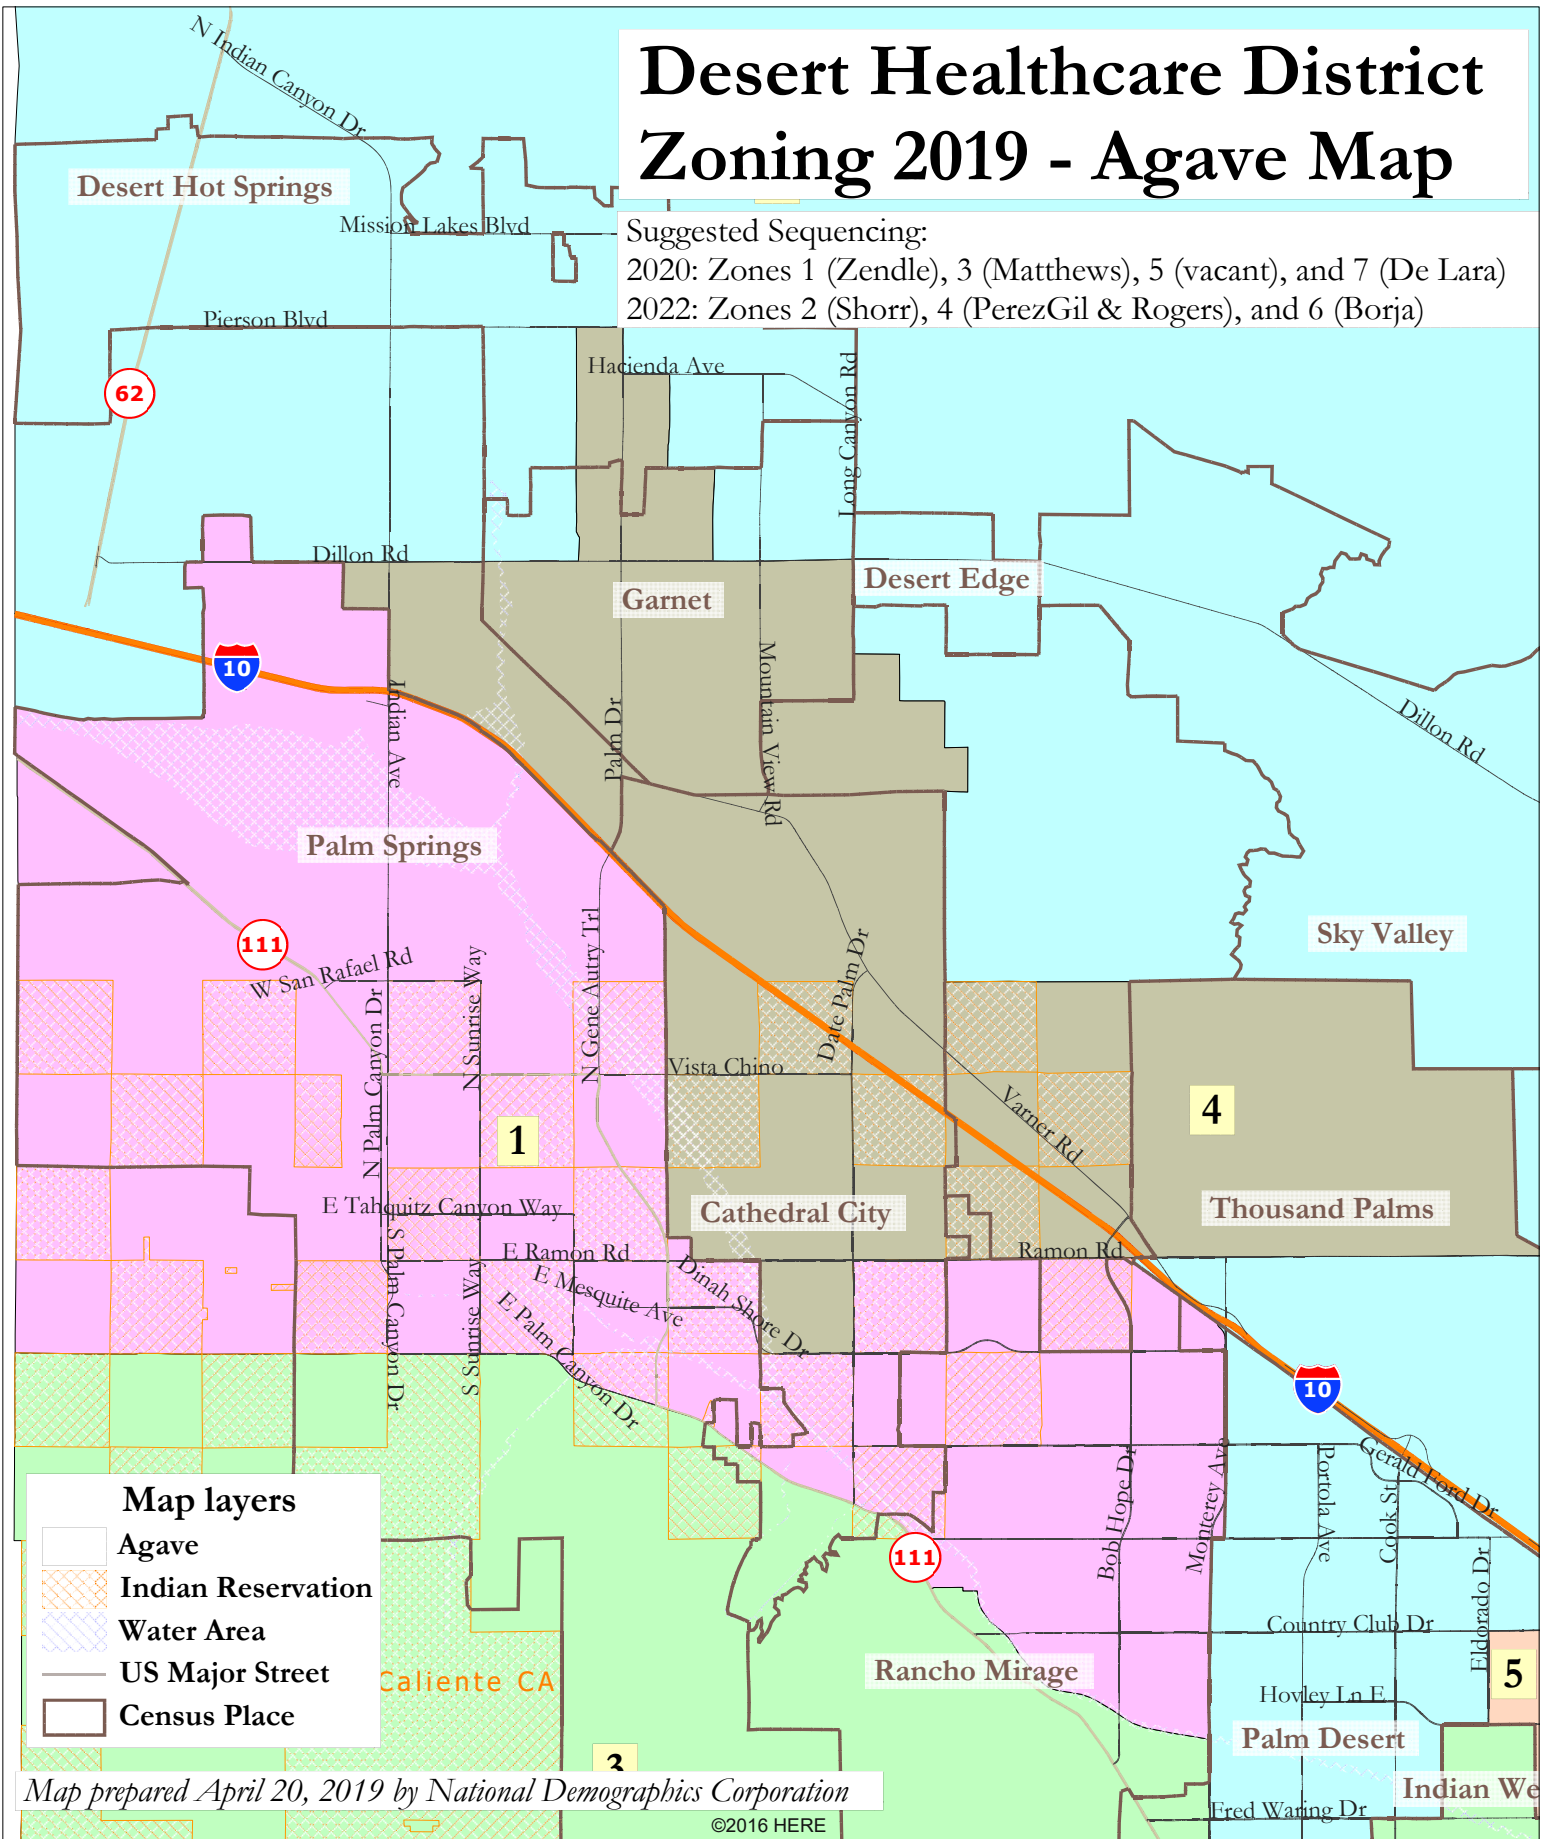 Desert Healthcare District
Zoning 2019 - Agave Map
Suggested Sequencing:
2020: Zones 1 (Zendle), 3 (Matthews), 5 (vacant), and 7 (De Lara)
2022: Zones 2 (Shorr), 4 (PerezGil & Rogers), and 6 (Borja)
N Indian Canyon Dr
Desert Hot Springs
Mission Lakes Blvd
Pierson Blvd
Hacienda Ave
62
Long Canyon Rd
Dillon Rd
Garnet
Desert Edge
10
Indian Ave
Palm Dr
Mountain View Rd
Dillon Rd
Palm Springs
111
W San Rafael Rd
N Palm Canyon Dr
N Sunrise Way
N Gene Autry Trl
Date Palm Dr
Sky Valley
Vista Chino
Varner Rd
1
4
E Tahquitz Canyon Way
Cathedral City
Thousand Palms
E Ramon Rd
Ramon Rd
S Palm Canyon Dr
S Sunrise Way
E Mesquite Ave
Dinah Shore Dr
E Palm Canyon Dr
10
Gerald Ford Dr
Bob Hope Dr
Monterey Ave
Portola Ave
Cook St
Eldorado Dr
111
Country Club Dr
Rancho Mirage
5
Hovley Ln E
Palm Desert
Indian We
Fred Waring Dr
Map layers
Agave
Indian Reservation
Water Area
US Major Street
Census Place
Caliente CA
3
Map prepared April 20, 2019 by National Demographics Corporation
©2016 HERE